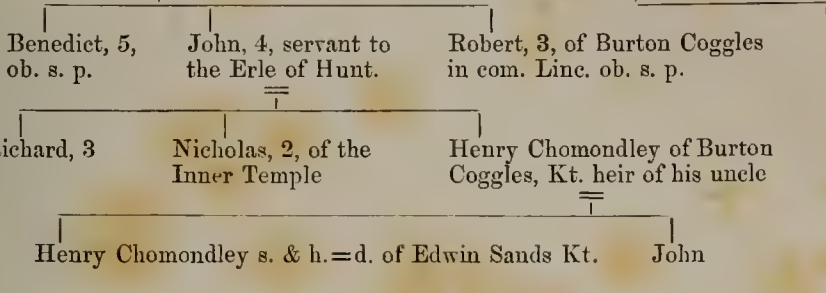 Benedict, 5,
ob. s. p.
John, 4, servant to
the Erle of Hunt.
Robert, 3, of Burton Coggles
in com. Linc. ob. s. p.
ichard, 3
Nicholas, 2, of the
Inner Temple
Henry Chomondley of Burton
Coggles, Kt. heir of his uncle
Henry Chomondley s. & h.=d. of Edwin Sands Kt.
John